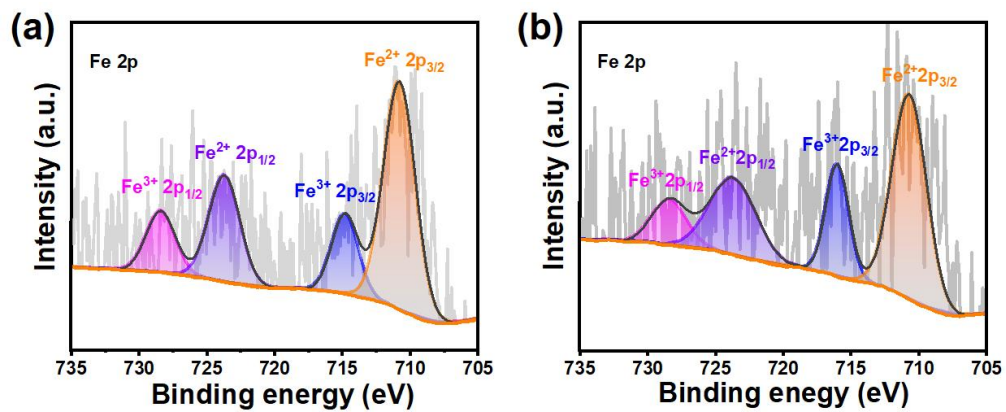 (a)
Fe 2p
Fe²⁺ 2p₃/₂
Fe²⁺ 2p₁/₂
Fe³⁺ 2p₃/₂
Fe³⁺ 2p₁/₂
Intensity (a.u.)
735 730 725 720 715 710 705
Binding energy (eV)
(b)
Fe 2p
Fe²⁺2p₃/₂
Fe³⁺2p₃/₂
Fe²⁺2p₁/₂
Fe³⁺2p₁/₂
Intensity (a.u.)
735 730 725 720 715 710 705
Binding enegy (eV)